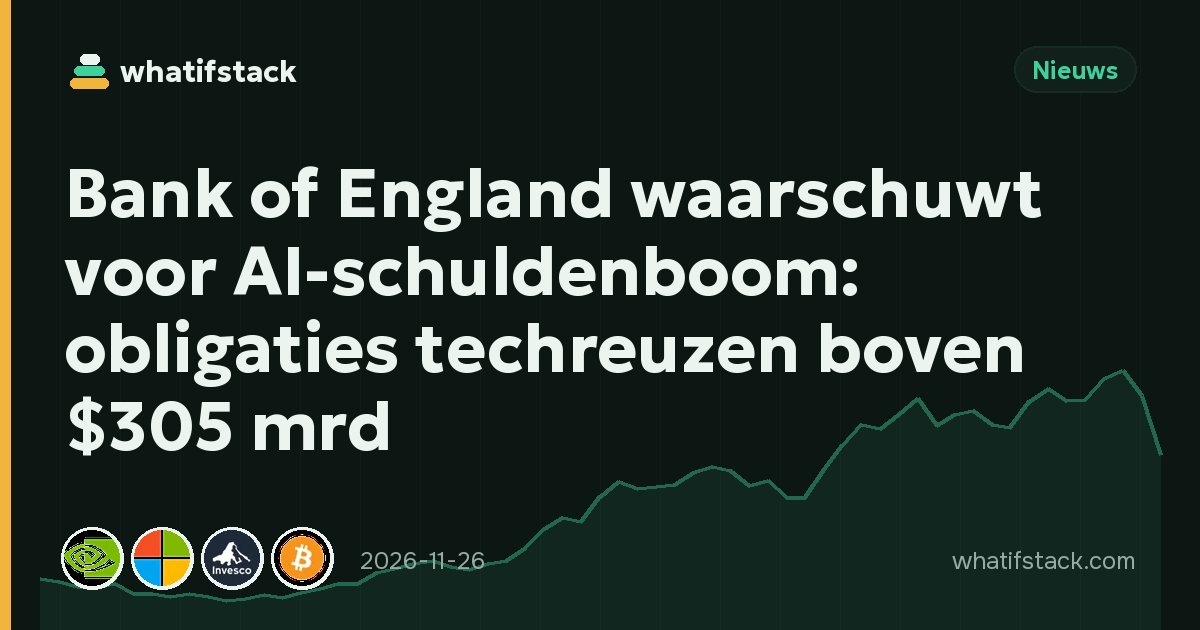 whatifstack
Nieuws
Bank of England waarschuwt
voor AI-schuldenboom:
obligaties techreuzen boven
$305 mrd
Invesco
2026-11-26
whatifstack.com